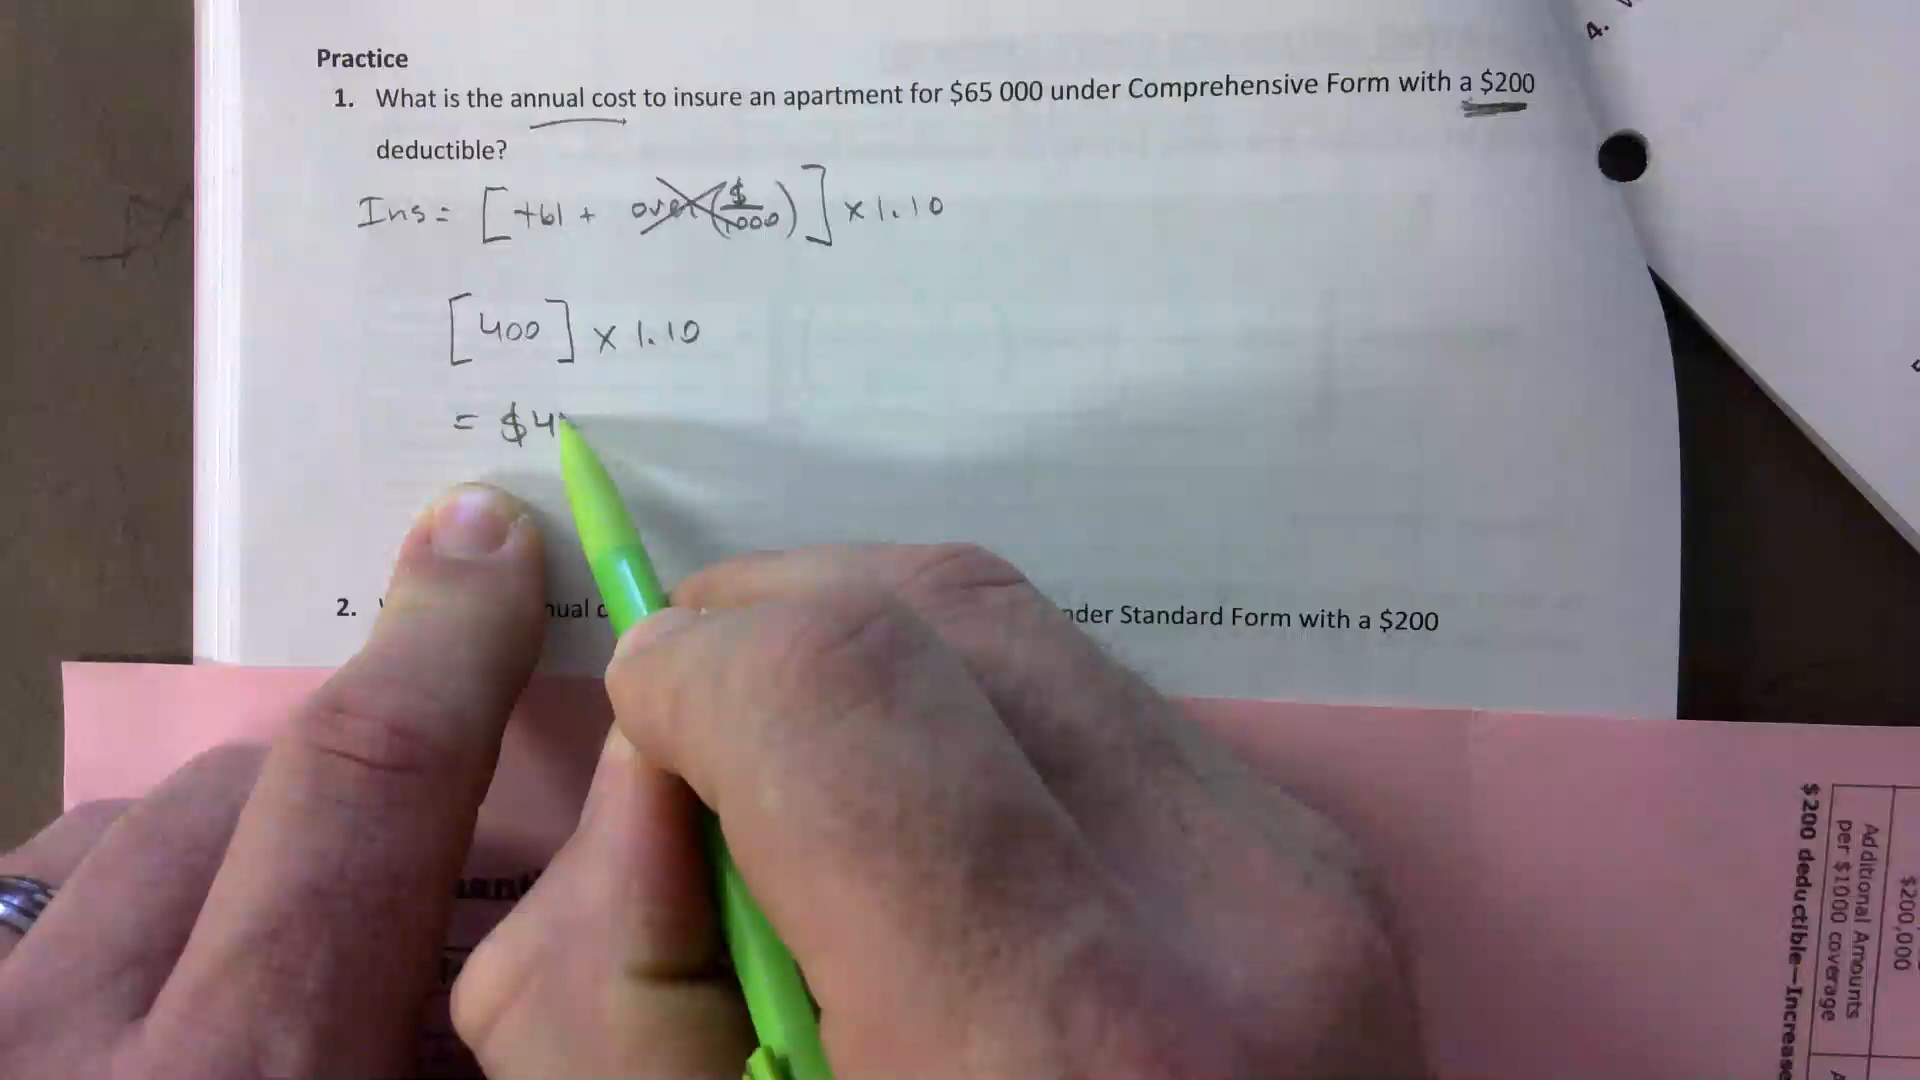 Practice
1. What is the annual cost to insure an apartment for $65 000 under Comprehensive Form with a $200
deductible?
Ins = [ tbl + over ( $ / 1000 ) ] x 1.10
[ 400 ] x 1.10
= $4
2. nual under Standard Form with a $200
4.
$200,000
Additional Amounts
per $1000 coverage
$200 deductible—Increase